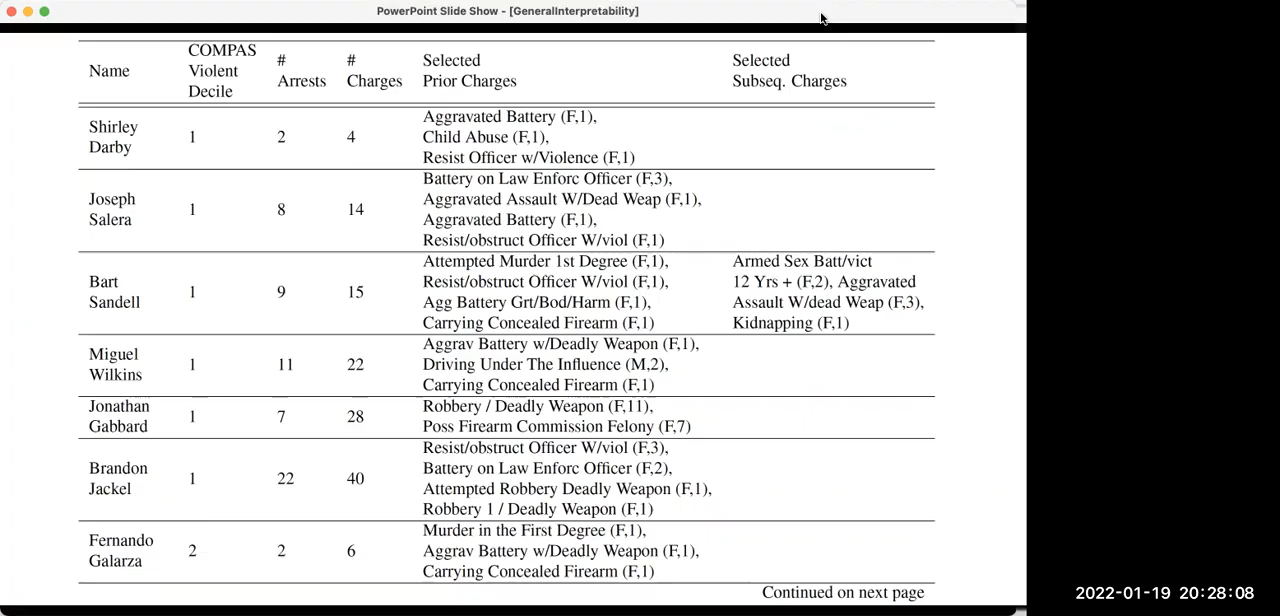 PowerPoint Slide Show - [GeneralInterpretability]
Name
COMPAS
Violent
Decile
#
Arrests
#
Charges
Selected
Prior Charges
Selected
Subseq. Charges
Shirley
Darby
1
2
4
Aggravated Battery (F,1),
Child Abuse (F,1),
Resist Officer w/Violence (F,1)
Joseph
Salera
1
8
14
Battery on Law Enforc Officer (F,3),
Aggravated Assault W/Dead Weap (F,1),
Aggravated Battery (F,1),
Resist/obstruct Officer W/viol (F,1)
Bart
Sandell
1
9
15
Attempted Murder 1st Degree (F,1),
Resist/obstruct Officer W/viol (F,1),
Agg Battery Grt/Bod/Harm (F,1),
Carrying Concealed Firearm (F,1)
Armed Sex Batt/vict
12 Yrs + (F,2), Aggravated
Assault W/dead Weap (F,3),
Kidnapping (F,1)
Miguel
Wilkins
1
11
22
Aggrav Battery w/Deadly Weapon (F,1),
Driving Under The Influence (M,2),
Carrying Concealed Firearm (F,1)
Jonathan
Gabbard
1
7
28
Robbery / Deadly Weapon (F,11),
Poss Firearm Commission Felony (F,7)
Brandon
Jackel
1
22
40
Resist/obstruct Officer W/viol (F,3),
Battery on Law Enforc Officer (F,2),
Attempted Robbery Deadly Weapon (F,1),
Robbery 1 / Deadly Weapon (F,1)
Fernando
Galarza
2
2
6
Murder in the First Degree (F,1),
Aggrav Battery w/Deadly Weapon (F,1),
Carrying Concealed Firearm (F,1)
Continued on next page
2022-01-19 20:28:08